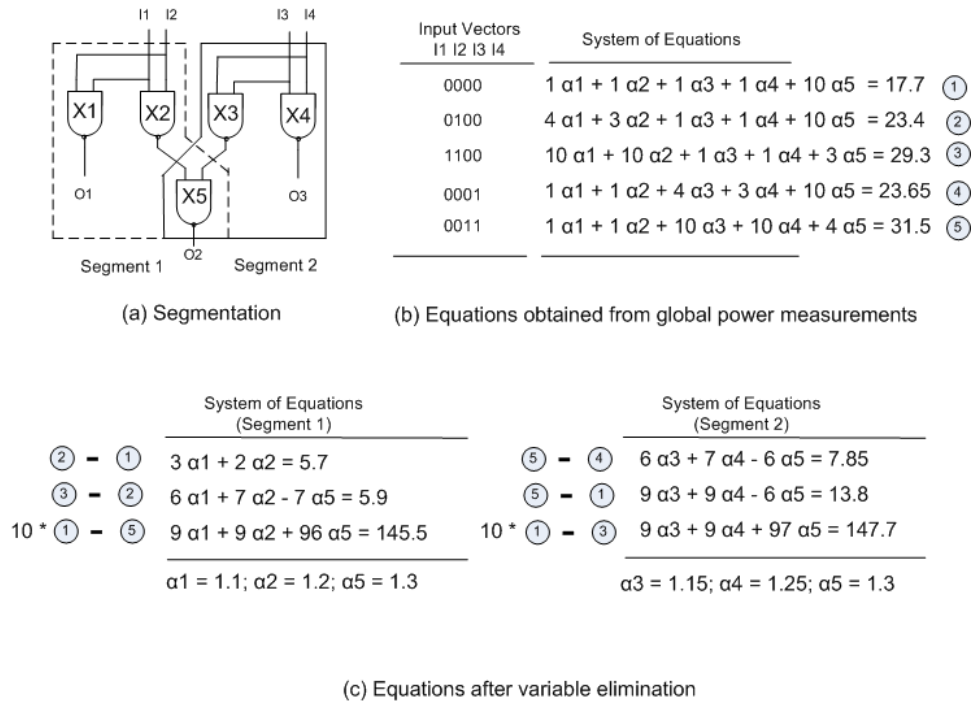 I1 I2 I3 I4
X1 X2 X3 X4
X5
O1 O3
O2
Segment 1 Segment 2
(a) Segmentation
Input Vectors System of Equations
I1 I2 I3 I4
0000 1 α1 + 1 α2 + 1 α3 + 1 α4 + 10 α5 = 17.7 1
0100 4 α1 + 3 α2 + 1 α3 + 1 α4 + 10 α5 = 23.4 2
1100 10 α1 + 10 α2 + 1 α3 + 1 α4 + 3 α5 = 29.3 3
0001 1 α1 + 1 α2 + 4 α3 + 3 α4 + 10 α5 = 23.65 4
0011 1 α1 + 1 α2 + 10 α3 + 10 α4 + 4 α5 = 31.5 5
(b) Equations obtained from global power measurements
System of Equations
(Segment 1)
2 - 1 3 α1 + 2 α2 = 5.7
3 - 2 6 α1 + 7 α2 - 7 α5 = 5.9
10 * 1 - 5 9 α1 + 9 α2 + 96 α5 = 145.5
α1 = 1.1; α2 = 1.2; α5 = 1.3
System of Equations
(Segment 2)
5 - 4 6 α3 + 7 α4 - 6 α5 = 7.85
5 - 1 9 α3 + 9 α4 - 6 α5 = 13.8
10 * 1 - 3 9 α3 + 9 α4 + 97 α5 = 147.7
α3 = 1.15; α4 = 1.25; α5 = 1.3
(c) Equations after variable elimination